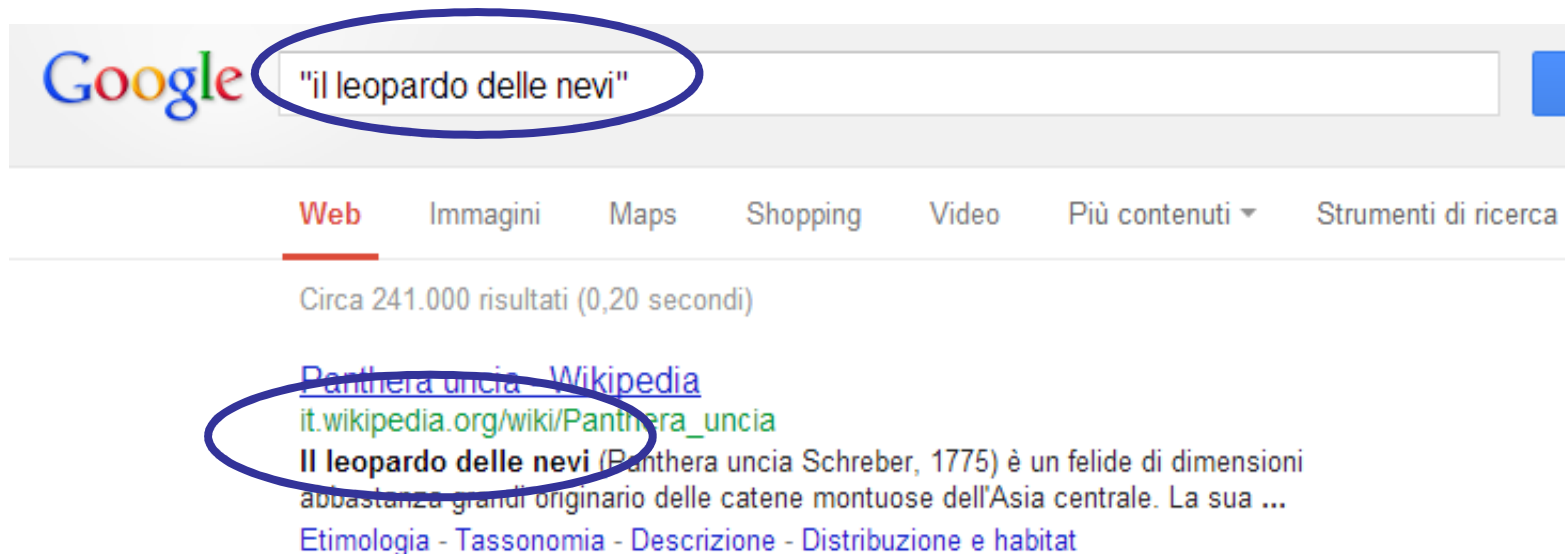 Google "il leopardo delle nevi"
Web Immagini Maps Shopping Video Più contenuti Strumenti di ricerca
Circa 241.000 risultati (0,20 secondi)
Panthera uncia - Wikipedia
it.wikipedia.org/wiki/Panthera_uncia
Il leopardo delle nevi (Panthera uncia Schreber, 1775) è un felide di dimensioni
abbastanza grandi originario delle catene montuose dell'Asia centrale. La sua ...
Etimologia - Tassonomia - Descrizione - Distribuzione e habitat